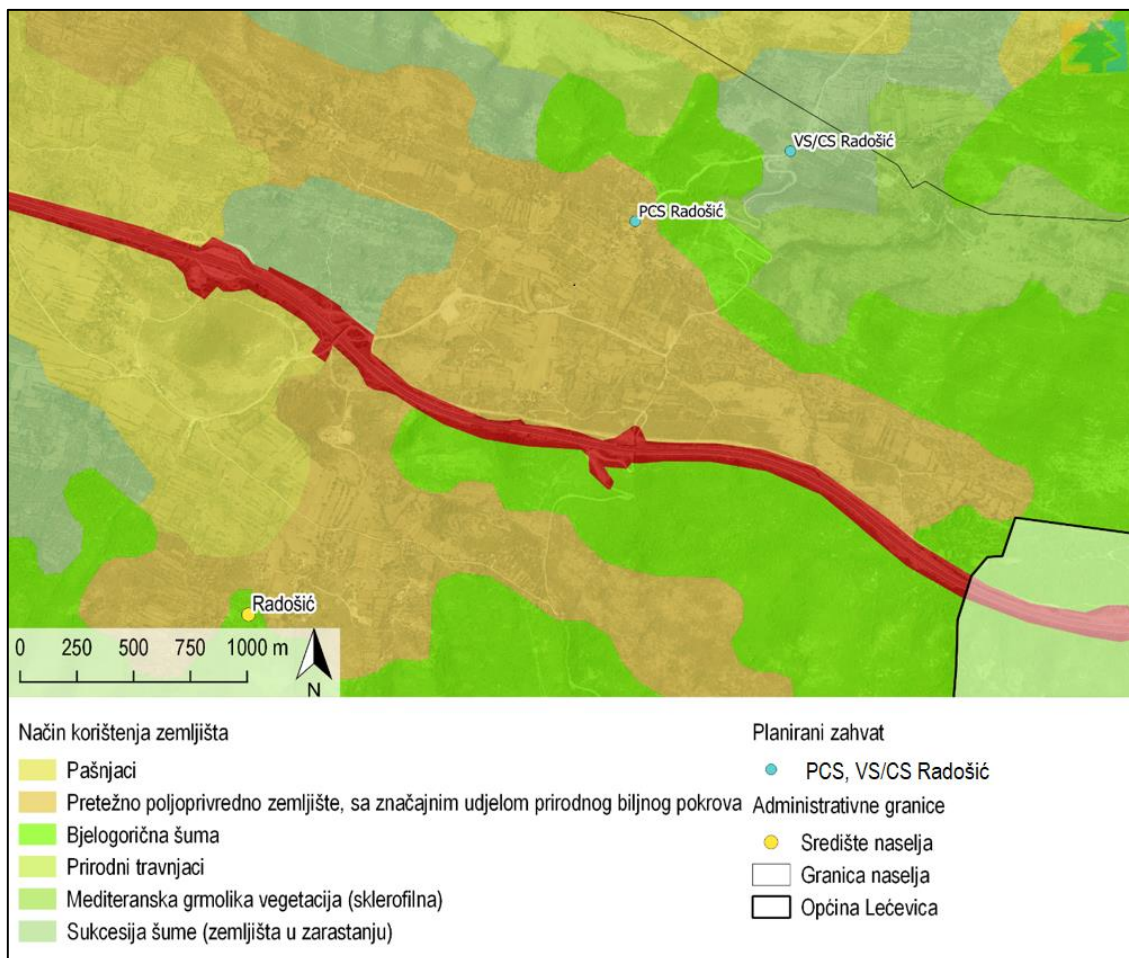 VS/CS Radošić
PCS Radošić
Radošić
0 250 500 750 1000 m
N
Način korištenja zemljišta
Pašnjaci
Pretežno poljoprivredno zemljište, sa značajnim udjelom prirodnog biljnog pokrova
Bjelogorična šuma
Prirodni travnjaci
Mediteranska grmolika vegetacija (sklerofilna)
Sukcesija šume (zemljišta u zarastanju)
Planirani zahvat
PCS, VS/CS Radošić
Administrativne granice
Središte naselja
Granica naselja
Općina Lećevica